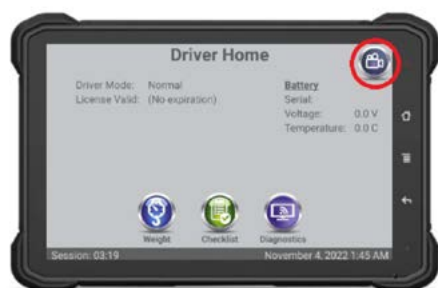 Driver Home
Driver Mode: Normal
License Valid: (No expiration)
Battery
Serial:
Voltage: 0.0 V
Temperature: 0.0 C
Weight
Checklist
Diagnostics
Session: 03:19
November 4, 2022 1:45 AM